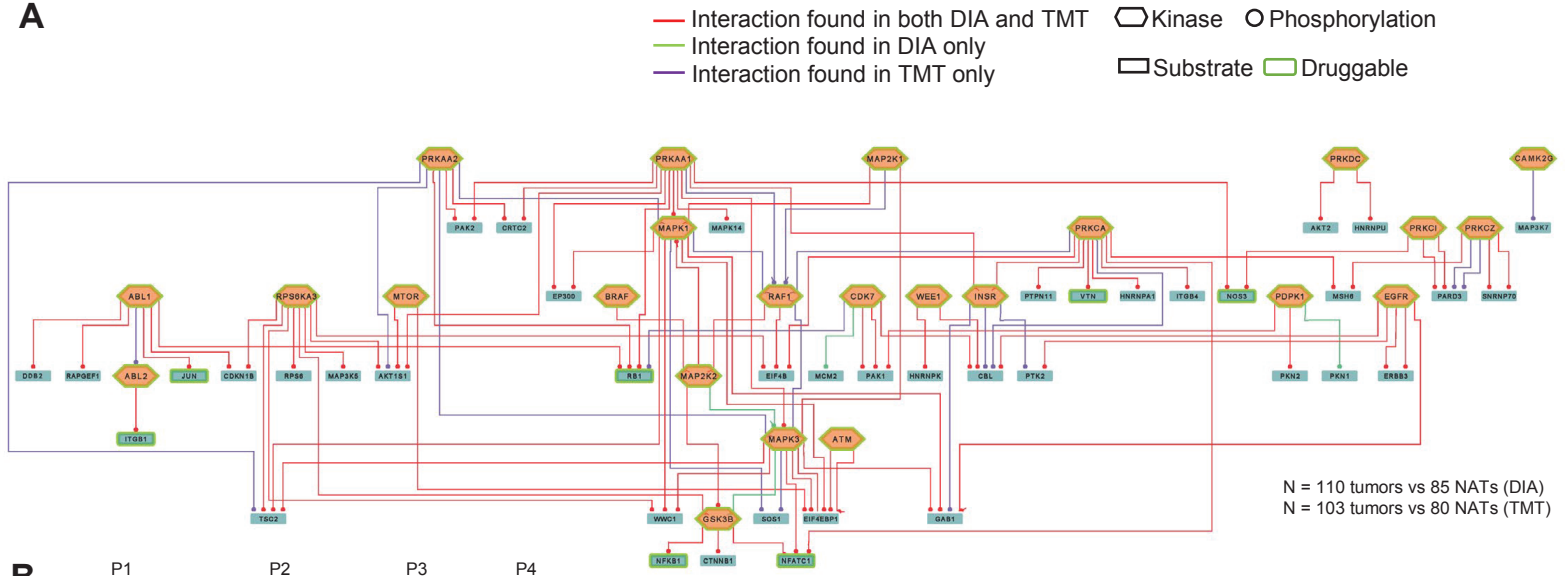 A
Interaction found in both DIA and TMT
Kinase
Phosphorylation
Interaction found in DIA only
Interaction found in TMT only
Substrate
Druggable
PRKAA2
PRKAA1
MAP2K1
PRKDC
CAMK2G
PAK2
CRTC2
MAPK1
MAPK14
PRKCA
AKT2
HNRNPU
PRKCI
PRKCZ
MAP3K7
ABL1
RPS6KA3
MTOR
EP300
BRAF
RAF1
CDK7
WEE1
INSR
PTPN11
VTN
HNRNPA1
ITGB4
NOS3
PDPK1
MSH6
EGFR
PARD3
SNRNP70
DDB2
RAPGEF1
ABL2
JUN
CDKN1B
RPS6
MAP3K5
AKT1S1
RB1
MAP2K2
EIF4B
MCM2
PAK1
HNRNPK
CBL
PTK2
PKN2
PKN1
ERBB3
ITGB1
MAPK3
ATM
N = 110 tumors vs 85 NATs (DIA)
N = 103 tumors vs 80 NATs (TMT)
TSC2
WWC1
GSK3B
SOS1
EIF4EBP1
GAB1
NFKB1
CTNNB1
NFATC1
B
P1
P2
P3
P4